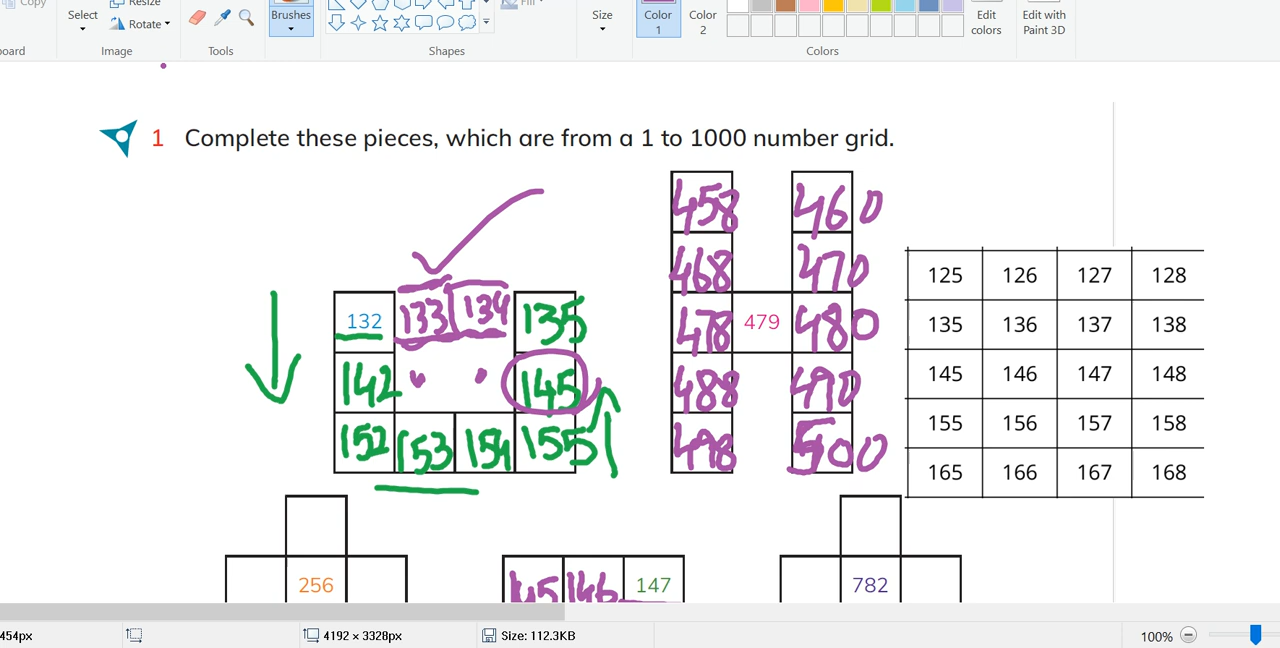 Copy
Resize
Fill
Select
Rotate
Brushes
Size
Color
1
Color
2
Edit
colors
Edit with
Paint 3D
oard
Image
Tools
Shapes
Colors
1 Complete these pieces, which are from a 1 to 1000 number grid.
132 133 134 135
142 145
152 153 154 155
458 460
468 470
478 479 480
488 490
498 500
125 126 127 128
135 136 137 138
145 146 147 148
155 156 157 158
165 166 167 168
256
145 146 147
782
454px
4192 × 3328px
Size: 112.3KB
100%